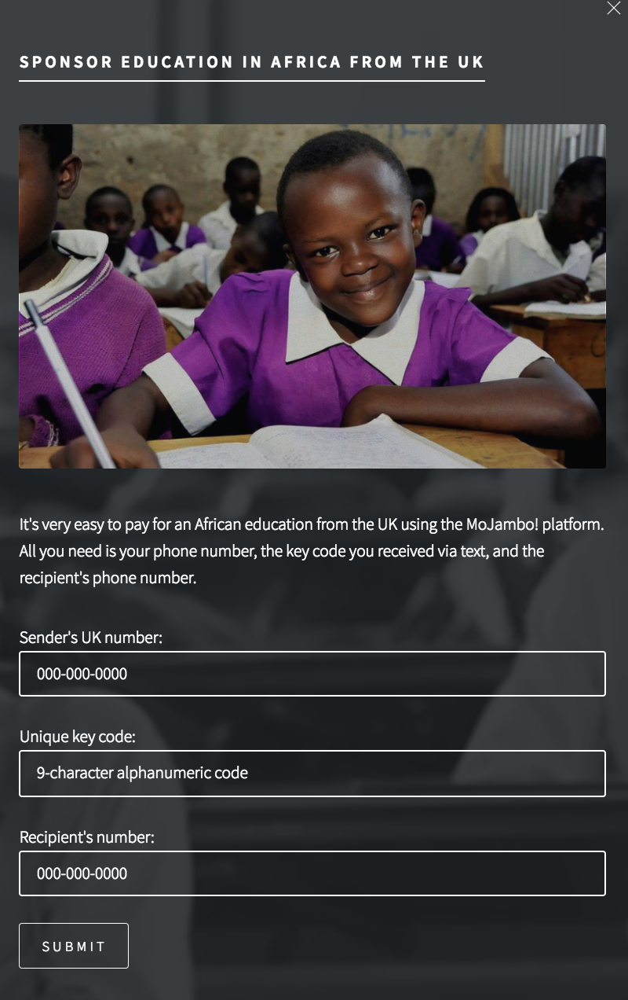 SPONSOR EDUCATION IN AFRICA FROM THE UK
It's very easy to pay for an African education from the UK using the MoJambo! platform.
All you need is your phone number, the key code you received via text, and the
recipient's phone number.
Sender's UK number:
000-000-0000
Unique key code:
9-character alphanumeric code
Recipient's number:
000-000-0000
SUBMIT